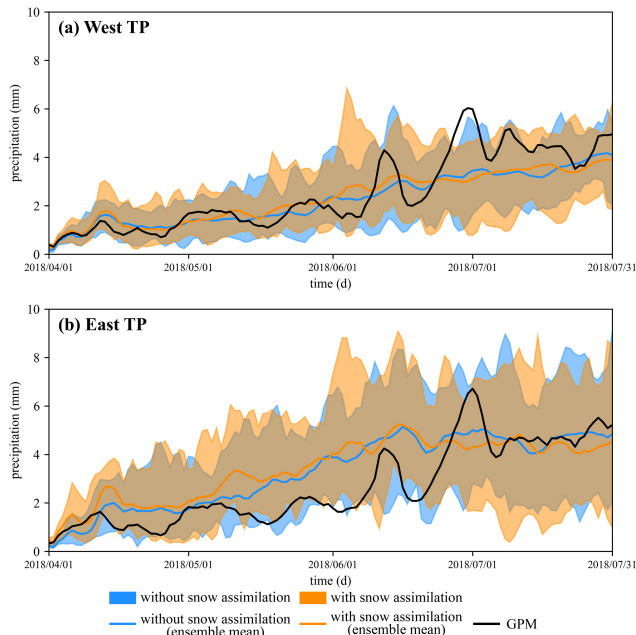 (a) West TP
10
8
6
4
2
0
precipitation (mm)
2018/04/01 2018/05/01 2018/06/01 2018/07/01 2018/07/31
time (d)
(b) East TP
10
8
6
4
2
0
precipitation (mm)
2018/04/01 2018/05/01 2018/06/01 2018/07/01 2018/07/31
time (d)
without snow assimilation with snow assimilation
without snow assimilation with snow assimilation GPM
(ensemble mean) (ensemble mean)